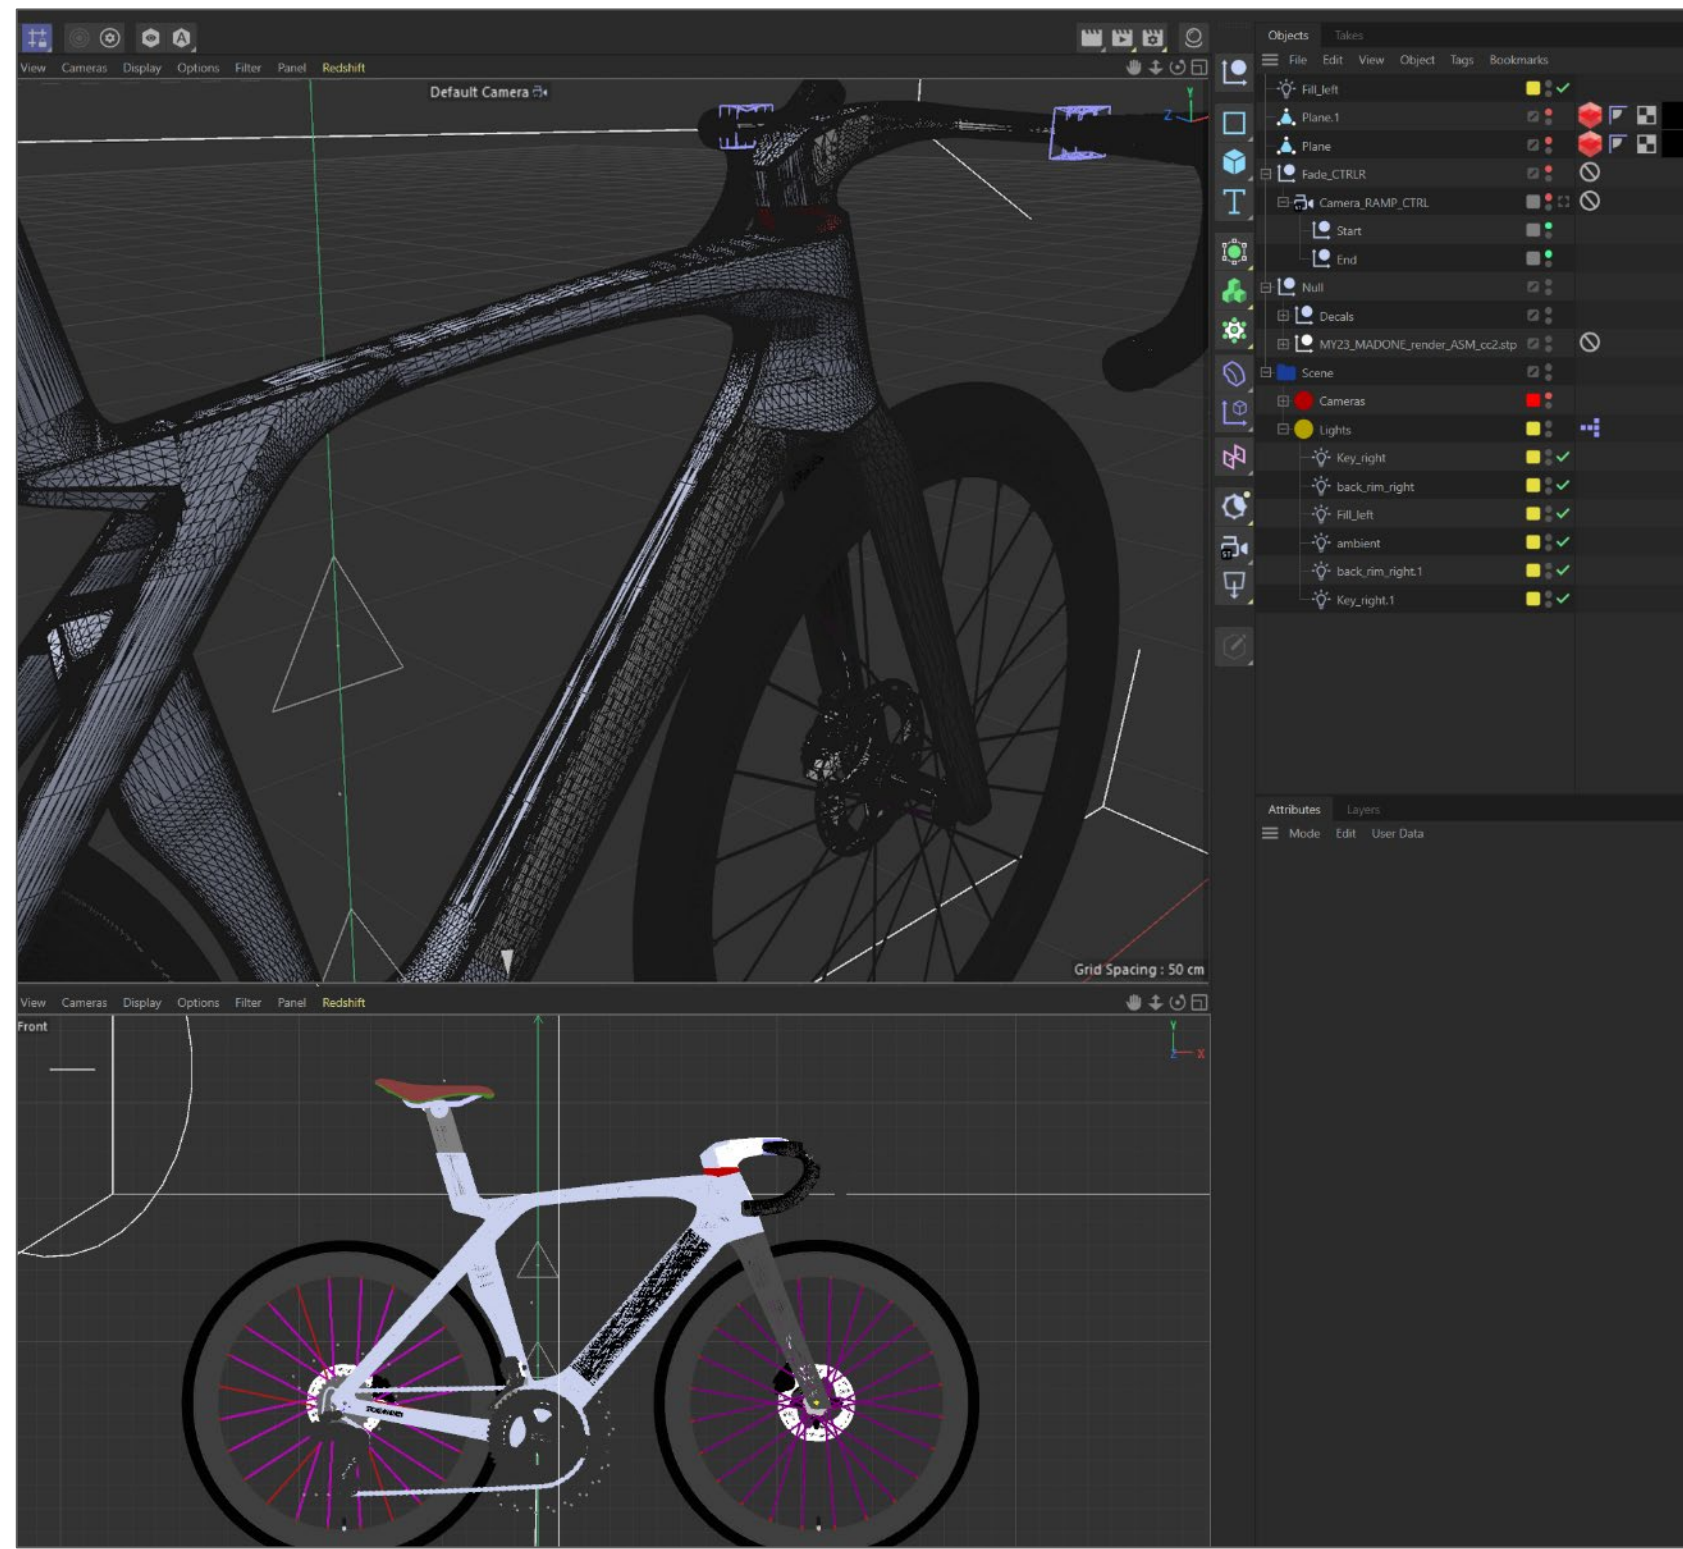 View Cameras Display Options Filter Panel Redshift
Default Camera
Y
Z
Grid Spacing : 50 cm
View Cameras Display Options Filter Panel Redshift
Front
Y
Z X
Objects Takes
File Edit View Object Tags Bookmarks
Fill_left
Plane.1
Plane
Fade_CTRLR
Camera_RAMP_CTRL
Start
End
Null
Decals
MY23_MADONE_render_ASM_cc2.stp
Scene
Cameras
Lights
Key_right
back_rim_right
Fill_left
ambient
back_rim_right.1
Key_right.1
Attributes Layers
Mode Edit User Data